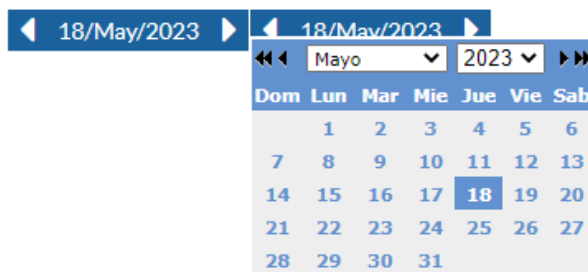 18/May/2023 18/May/2023
Mayo 2023
Dom Lun Mar Mie Jue Vie Sab
1 2 3 4 5 6
7 8 9 10 11 12 13
14 15 16 17 18 19 20
21 22 23 24 25 26 27
28 29 30 31